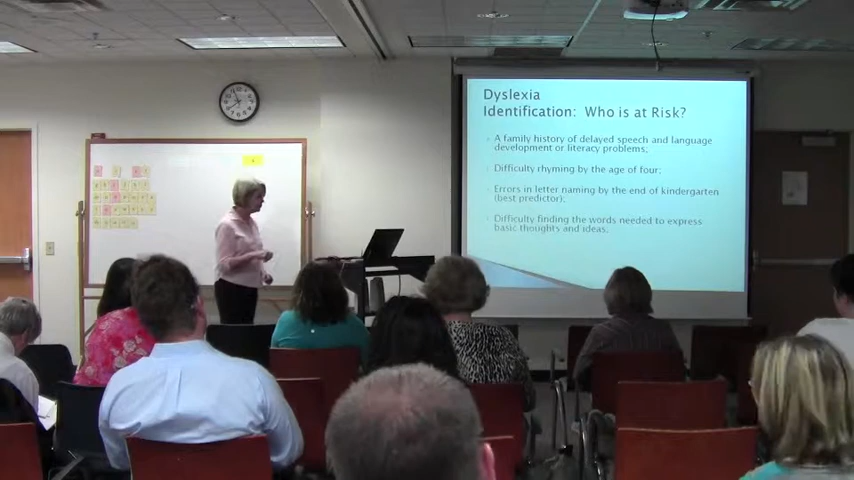 Dyslexia
Identification: Who is at Risk?
A family history of delayed speech and language
development or literacy problems;
Difficulty rhyming by the age of four;
Errors in letter naming by the end of kindergarten
(best predictor);
Difficulty finding the words needed to express
basic thoughts and ideas.